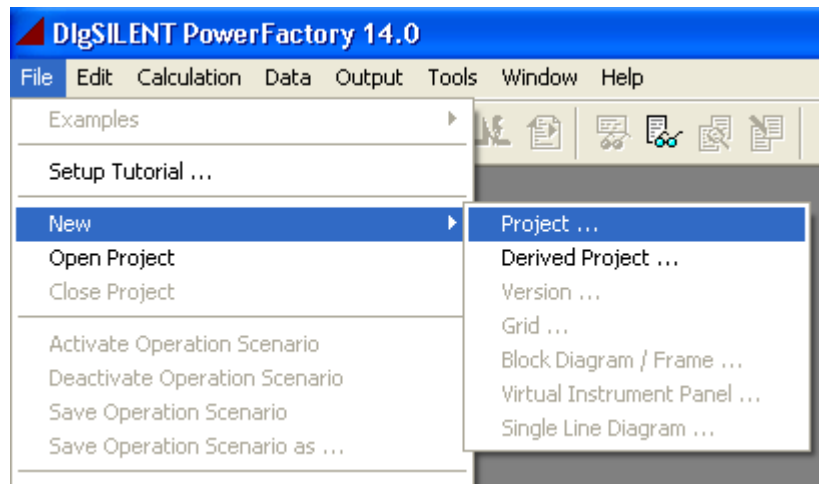 DIgSILENT PowerFactory 14.0
File Edit Calculation Data Output Tools Window Help
Examples
Setup Tutorial ...
New
Open Project
Close Project
Activate Operation Scenario
Deactivate Operation Scenario
Save Operation Scenario
Save Operation Scenario as ...
Project ...
Derived Project ...
Version ...
Grid ...
Block Diagram / Frame ...
Virtual Instrument Panel ...
Single Line Diagram ...